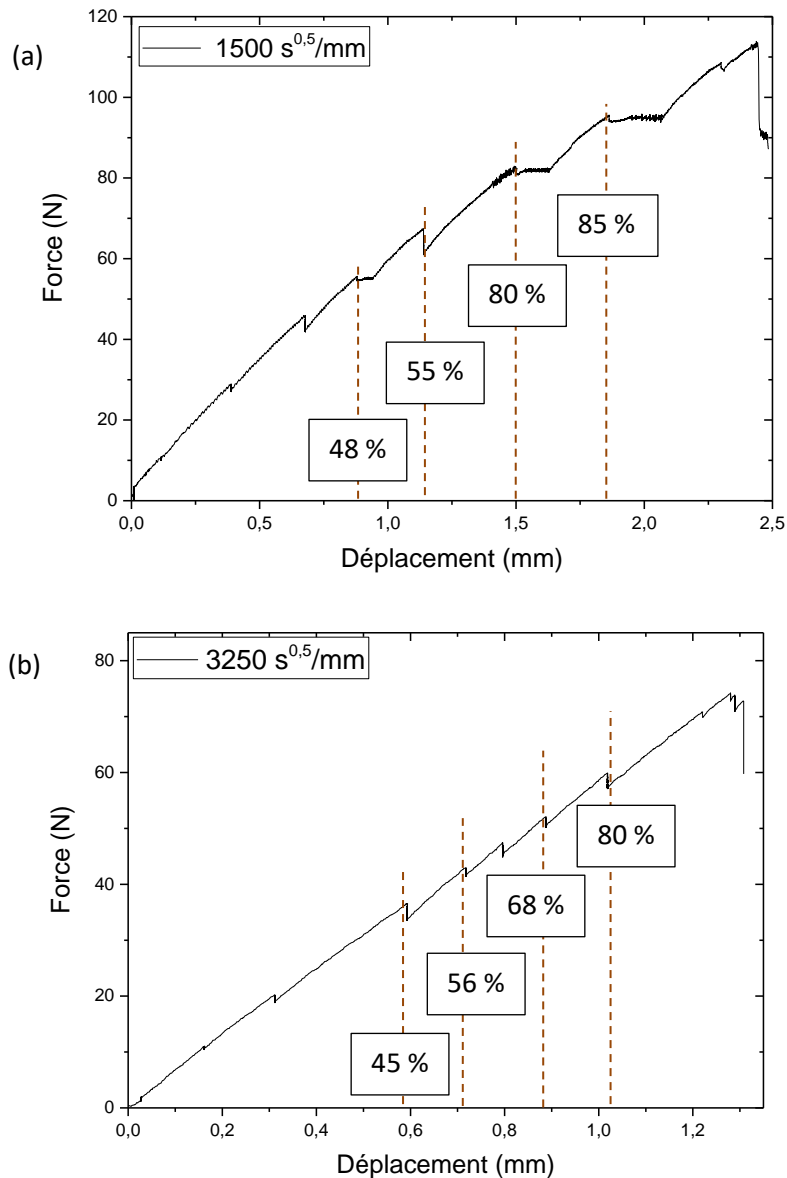 (a)
1500 s0,5/mm
120
100
80
60
40
20
0
Force (N)
85 %
80 %
55 %
48 %
0,0 0,5 1,0 1,5 2,0 2,5
Déplacement (mm)
(b)
3250 s0,5/mm
80
60
40
20
0
Force (N)
80 %
68 %
56 %
45 %
0,0 0,2 0,4 0,6 0,8 1,0 1,2
Déplacement (mm)